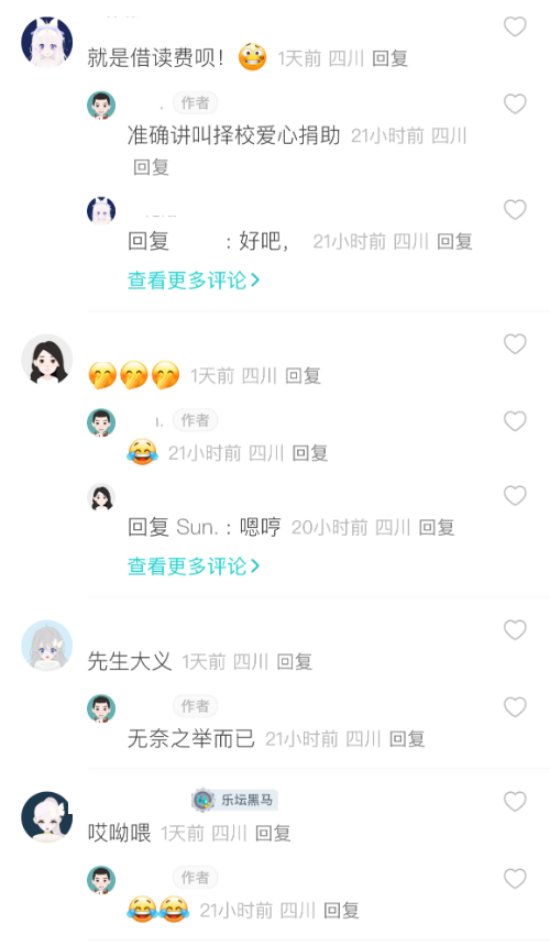 就是借读费呗！ 1天前 四川 回复
作者
准确讲叫择校爱心捐助 21小时前 四川
回复
回复 : 好吧， 21小时前 四川 回复
查看更多评论
1天前 四川 回复
作者
21小时前 四川 回复
回复 Sun. : 嗯哼 20小时前 四川 回复
查看更多评论
先生大义 1天前 四川 回复
作者
无奈之举而已 21小时前 四川 回复
乐坛黑马
哎呦喂 1天前 四川 回复
作者
21小时前 四川 回复